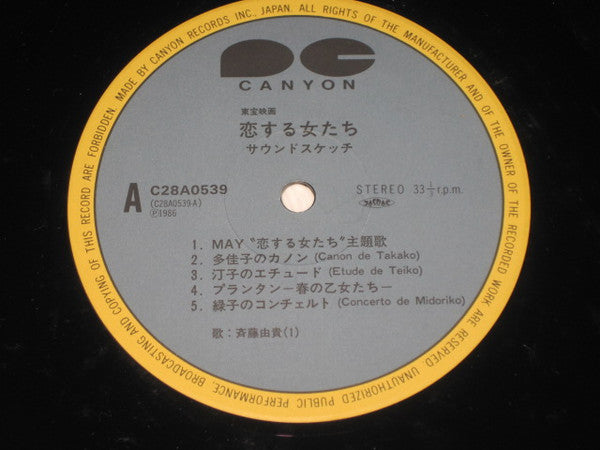 MADE BY CANYON RECORDS INC., JAPAN. ALL RIGHTS OF THE MANUFACTURER AND OF THE OWNER OF THE RECORDED WORK ARE RESERVED UNAUTHORIZED PUBLIC PERFORMANCE, BROADCASTING AND COPYING OF THIS RECORD ARE FORBIDDEN.
CANYON
東宝映画
恋する女たち
サウンドスケッチ
A C28A0539
(C28A0539A)
Ⓟ1986
STEREO 33 1/3 r.p.m.
1. MAY “恋する女たち”主題歌
2. 多佳子のカノン (Canon de Takako)
3. 汀子のエチュード (Etude de Teiko)
4. プランタン—春の乙女たち—
5. 緑子のコンチェルト (Concerto de Midoriko)
歌:斉藤由貴(1)